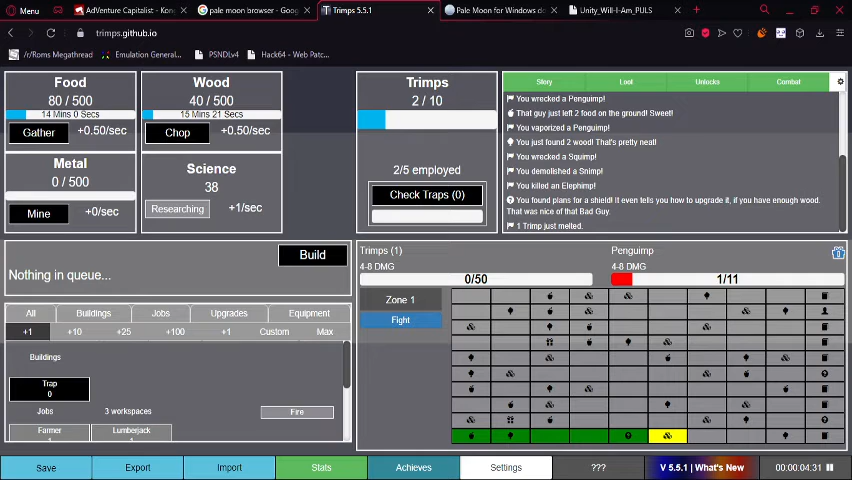 Menu
AdVenture Capitalist - Kon
pale moon browser - Goog
Trimps 5.5.1
Pale Moon for Windows do
Unity_Will-I-Am_PULS
trimps.github.io
/r/Roms Megathread
Emulation General...
PSNDLv4
Hack64 - Web Patc...
Food
80 / 500
14 Mins 0 Secs
Gather
+0.50/sec
Wood
40 / 500
15 Mins 21 Secs
Chop
+0.50/sec
Metal
0 / 500
Mine
+0/sec
Science
38
Researching
+1/sec
Trimps
2 / 10
2/5 employed
Check Traps (0)
Story
Loot
Unlocks
Combat
You wrecked a Penguimp!
That guy just left 2 food on the ground! Sweet!
You vaporized a Penguimp!
You just found 2 wood! That's pretty neat!
You wrecked a Squimp!
You demolished a Snimp!
You killed an Elephimp!
You found plans for a shield! It even tells you how to upgrade it, if you have enough wood.
That was nice of that Bad Guy.
1 Trimp just melted.
Build
Nothing in queue...
All
Buildings
Jobs
Upgrades
Equipment
+1
+10
+25
+100
+1
Custom
Max
Buildings
Trap
0
Jobs
3 workspaces
Fire
Farmer
1
Lumberjack
1
Trimps (1)
4-8 DMG
0/50
Penguimp
4-8 DMG
1/11
Zone 1
Fight
Save
Export
Import
Stats
Achieves
Settings
???
V 5.5.1 | What's New
00:00:04:31